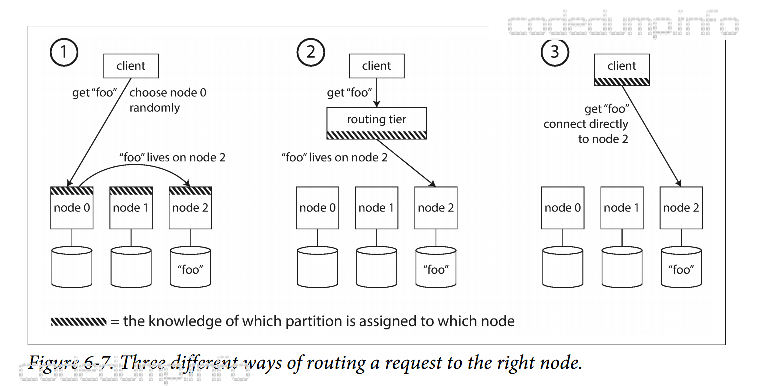 codedump info
1
2
3
client
client
client
get “foo”
choose node 0
randomly
get “foo”
get “foo”
connect directly
to node 2
routing tier
“foo” lives on node 2
“foo” lives on node 2
node 0
node 1
node 2
node 0
node 1
node 2
node 0
node 1
node 2
“foo”
“foo”
“foo”
= the knowledge of which partition is assigned to which node
Figure 6-7. Three different ways of routing a request to the right node.
codedump info